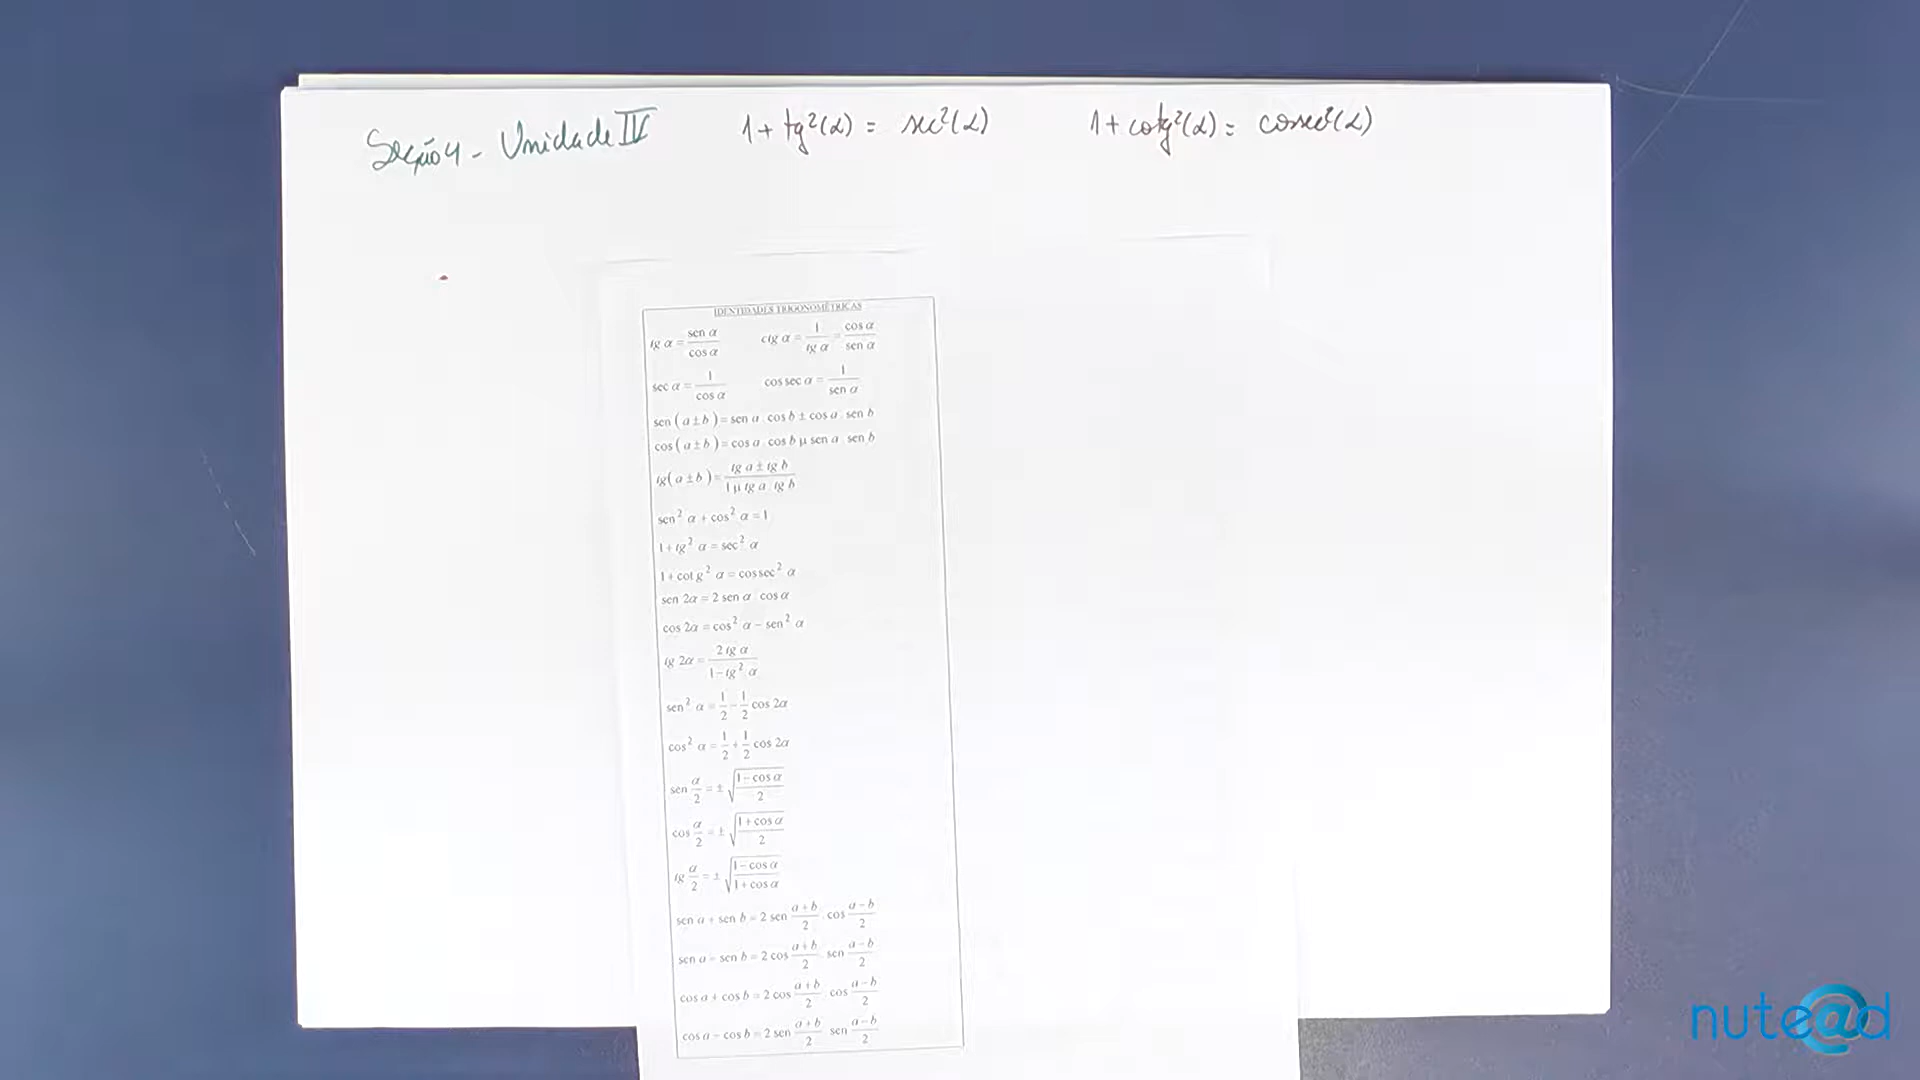 Seção 4 - Unidade IV
1 + tg²(α) = sec²(α)
1 + cotg²(α) = cossec²(α)
IDENTIDADES TRIGONOMÉTRICAS
tg α = sen α / cos α    ctg α = 1 / tg α = cos α / sen α
sec α = 1 / cos α    cos sec α = 1 / sen α
sen (a ± b) = sen a . cos b ± cos a . sen b
cos (a ± b) = cos a . cos b μ sen a . sen b
tg(a ± b) = tg a ± tg b / 1 μ tg a . tg b
sen² α + cos² α = 1
1 + tg² α = sec² α
1 + cot g² α = cos sec² α
sen 2α = 2 sen α . cos α
cos 2α = cos² α − sen² α
tg 2α = 2 tg α / 1 − tg² α
sen² α = 1/2 − 1/2 cos 2α
cos² α = 1/2 + 1/2 cos 2α
sen α/2 = ± √(1 − cos α / 2)
cos α/2 = ± √(1 + cos α / 2)
tg α/2 = ± √(1 − cos α / 1 + cos α)
sen a + sen b = 2 sen a + b / 2 . cos a − b / 2
sen a − sen b = 2 cos a + b / 2 . sen a − b / 2
cos a + cos b = 2 cos a + b / 2 . cos a − b / 2
cos a − cos b = 2 sen a + b / 2 . sen a − b / 2
nute@d